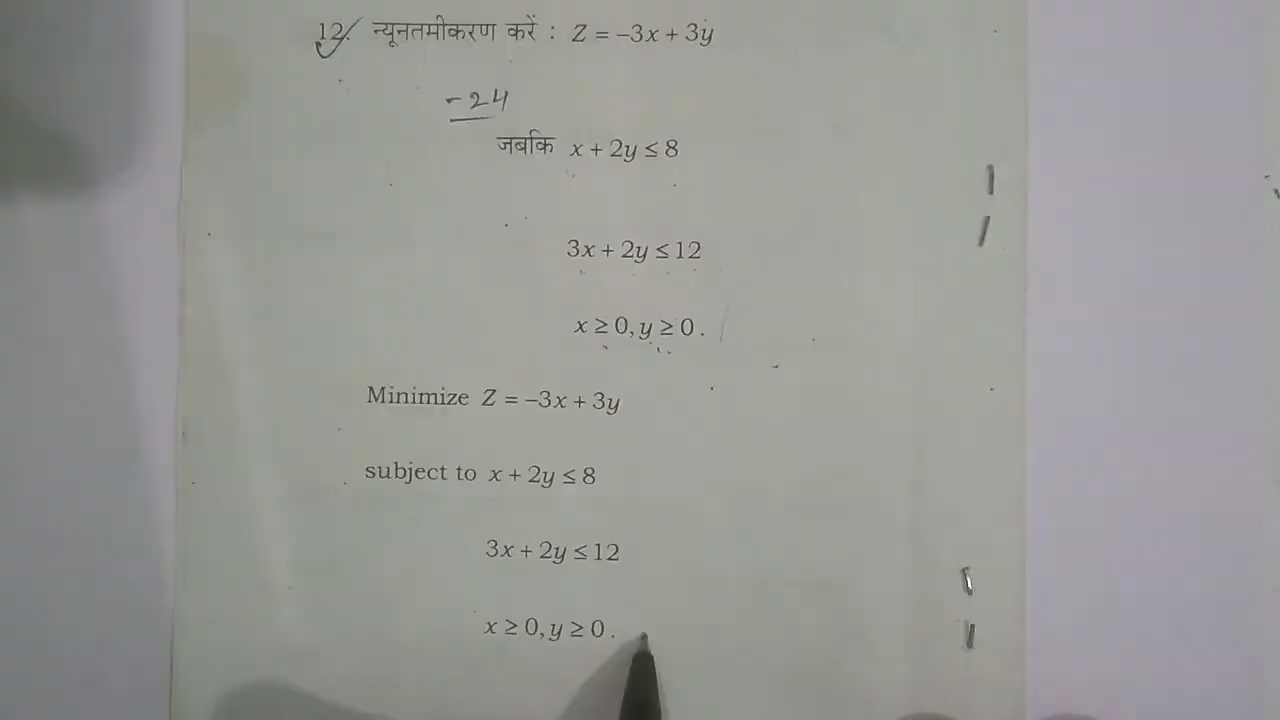 12. न्यूनतमीकरण करें : Z = –3x + 3y
-24
जबकि x + 2y ≤ 8
3x + 2y ≤ 12
x ≥ 0, y ≥ 0.
Minimize Z = –3x + 3y
subject to x + 2y ≤ 8
3x + 2y ≤ 12
x ≥ 0, y ≥ 0.